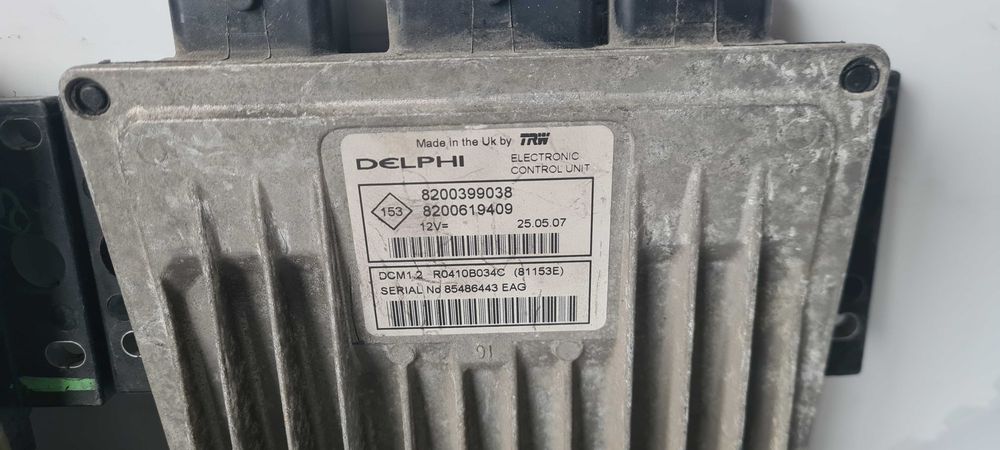 Made in the Uk by TRW
DELPHI
ELECTRONIC
CONTROL UNIT
153
8200399038
8200619409
12V=
25.05.07
DCM1.2 R0410B034C (81153E)
SERIAL No 85486443 EAG